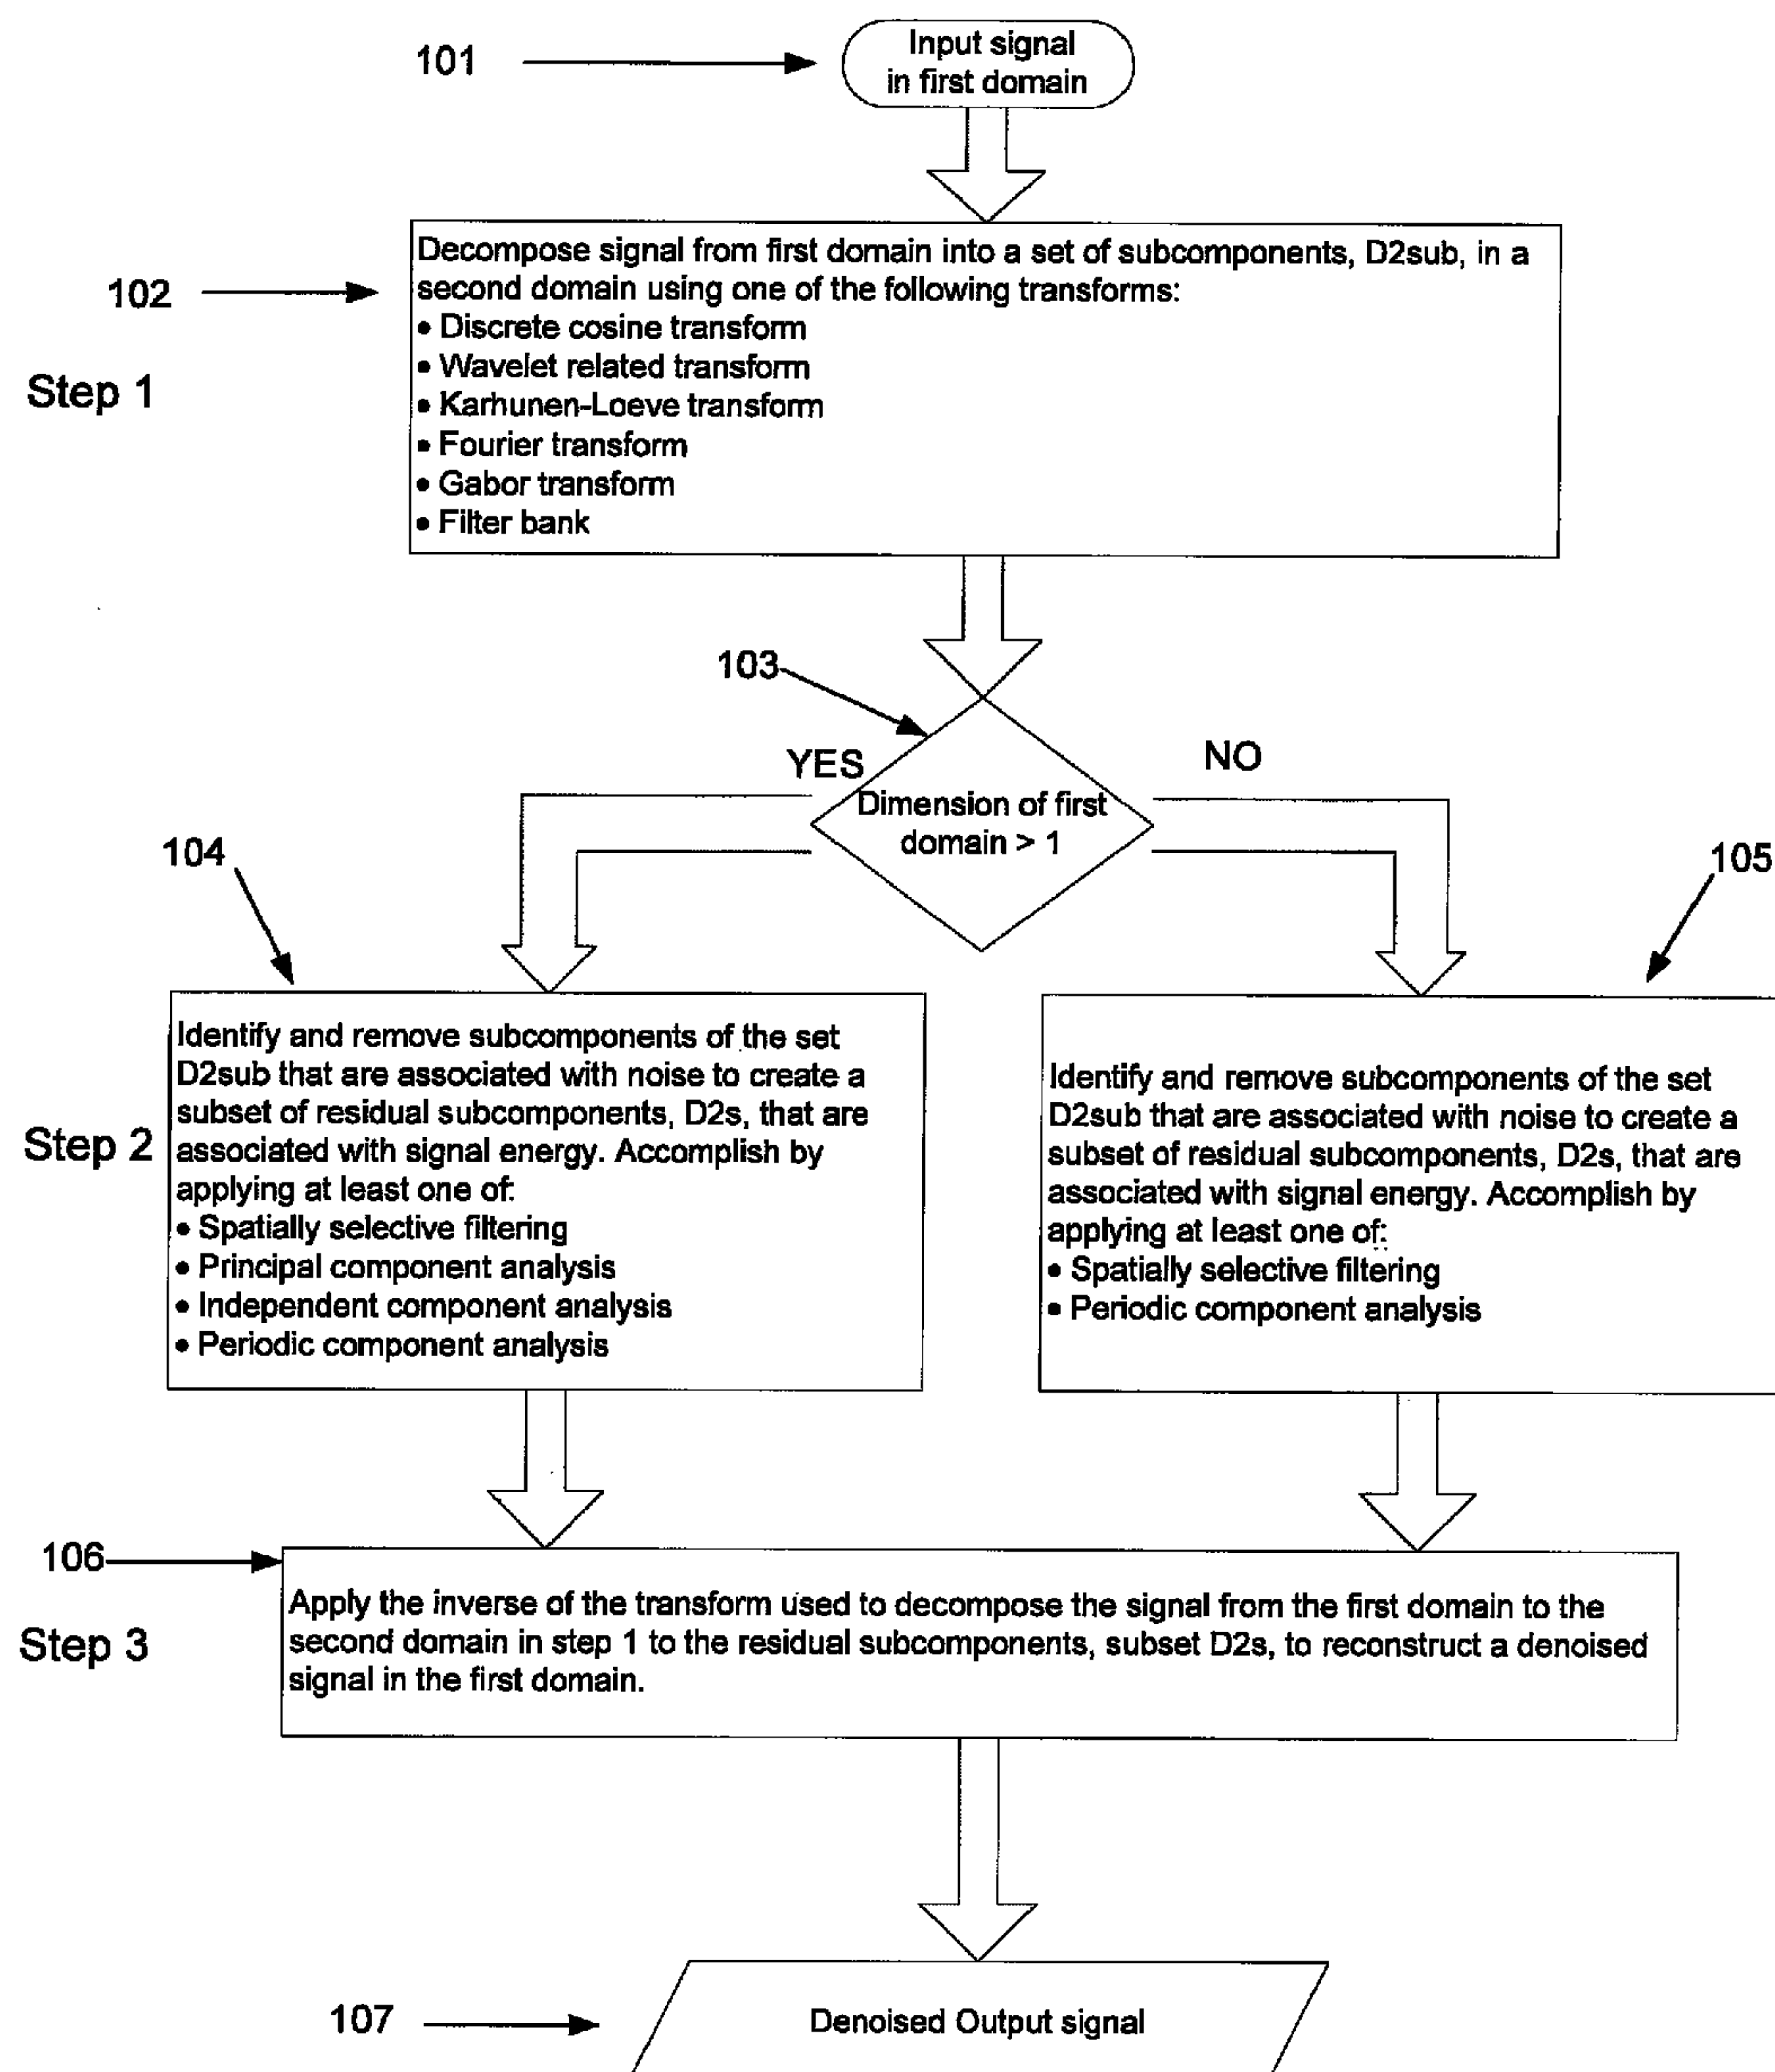 101
Input signal
in first domain
102
Step 1
Decompose signal from first domain into a set of subcomponents, D2sub, in a
second domain using one of the following transforms:
• Discrete cosine transform
• Wavelet related transform
• Karhunen-Loeve transform
• Fourier transform
• Gabor transform
• Filter bank
103
YES
NO
Dimension of first
domain > 1
104
105
Step 2
Identify and remove subcomponents of the set
D2sub that are associated with noise to create a
subset of residual subcomponents, D2s, that are
associated with signal energy. Accomplish by
applying at least one of:
• Spatially selective filtering
• Principal component analysis
• Independent component analysis
• Periodic component analysis
Identify and remove subcomponents of the set
D2sub that are associated with noise to create a
subset of residual subcomponents, D2s, that are
associated with signal energy. Accomplish by
applying at least one of:
• Spatially selective filtering
• Periodic component analysis
106
Step 3
Apply the inverse of the transform used to decompose the signal from the first domain to the
second domain in step 1 to the residual subcomponents, subset D2s, to reconstruct a denoised
signal in the first domain.
107
Denoised Output signal